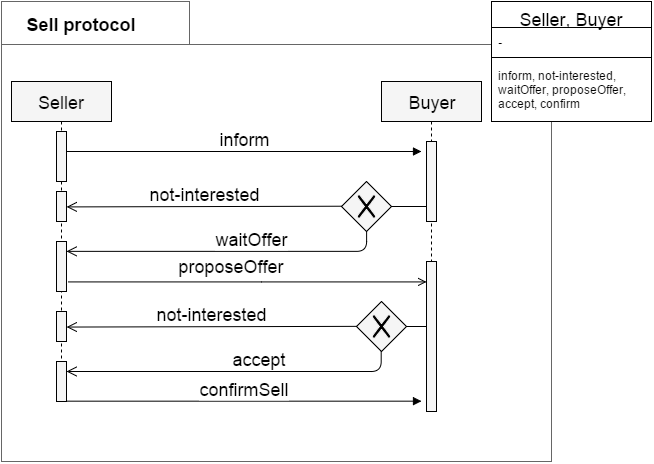 Sell protocol
Seller, Buyer
-
inform, not-interested,
waitOffer, proposeOffer,
accept, confirm
Seller
Buyer
inform
not-interested
X
waitOffer
proposeOffer
not-interested
X
accept
confirmSell